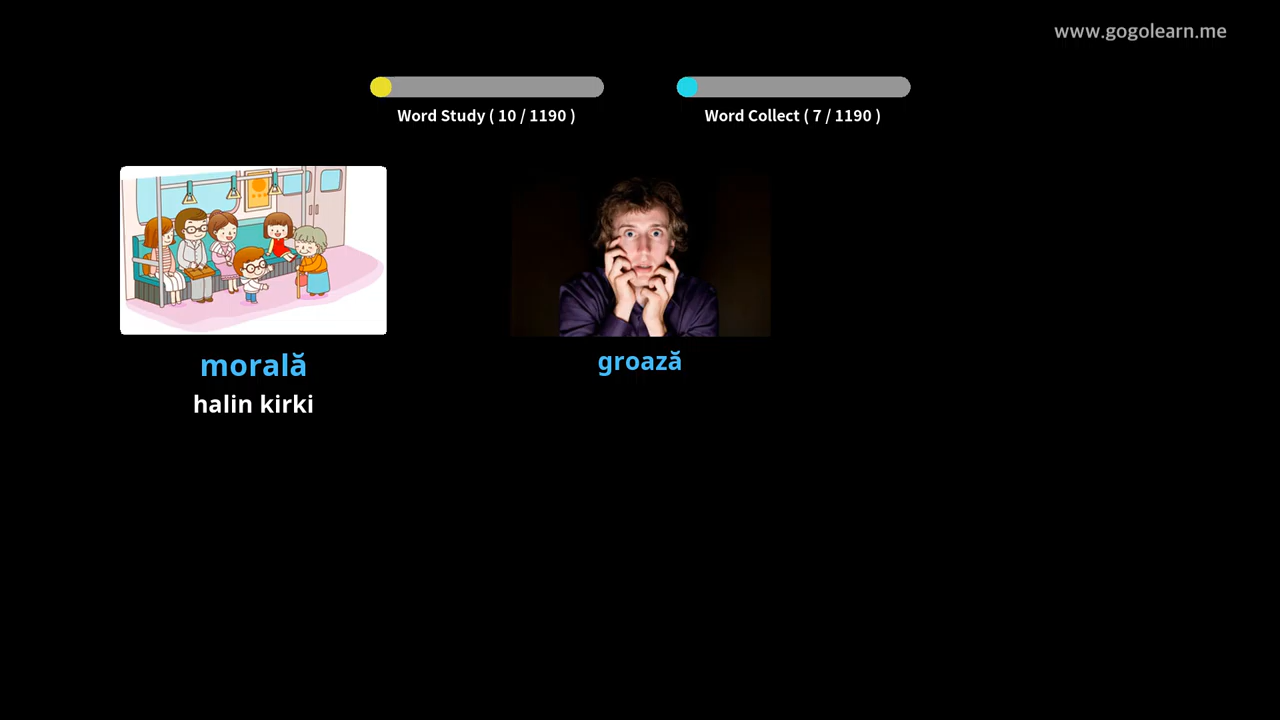 www.gogolearn.me
Word Study ( 10 / 1190 )
Word Collect ( 7 / 1190 )
morală
halin kirki
groază